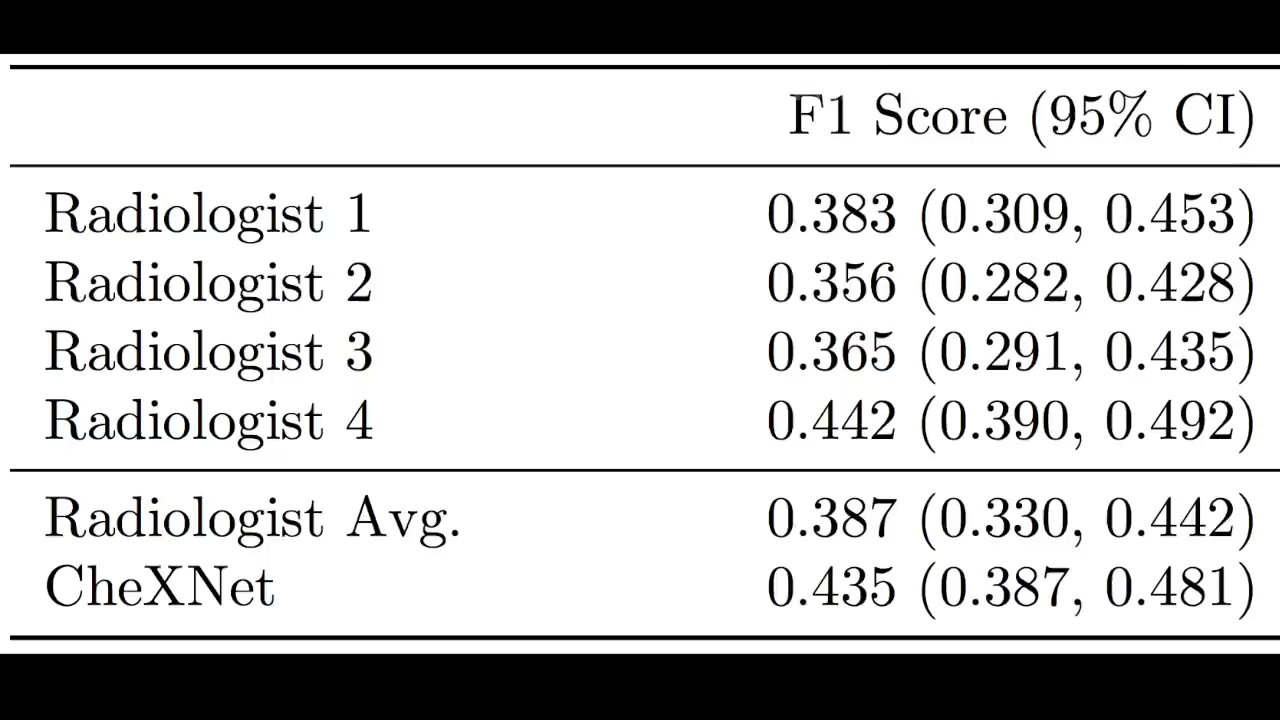 F1 Score (95% CI)
Radiologist 1 0.383 (0.309, 0.453)
Radiologist 2 0.356 (0.282, 0.428)
Radiologist 3 0.365 (0.291, 0.435)
Radiologist 4 0.442 (0.390, 0.492)
Radiologist Avg. 0.387 (0.330, 0.442)
CheXNet 0.435 (0.387, 0.481)